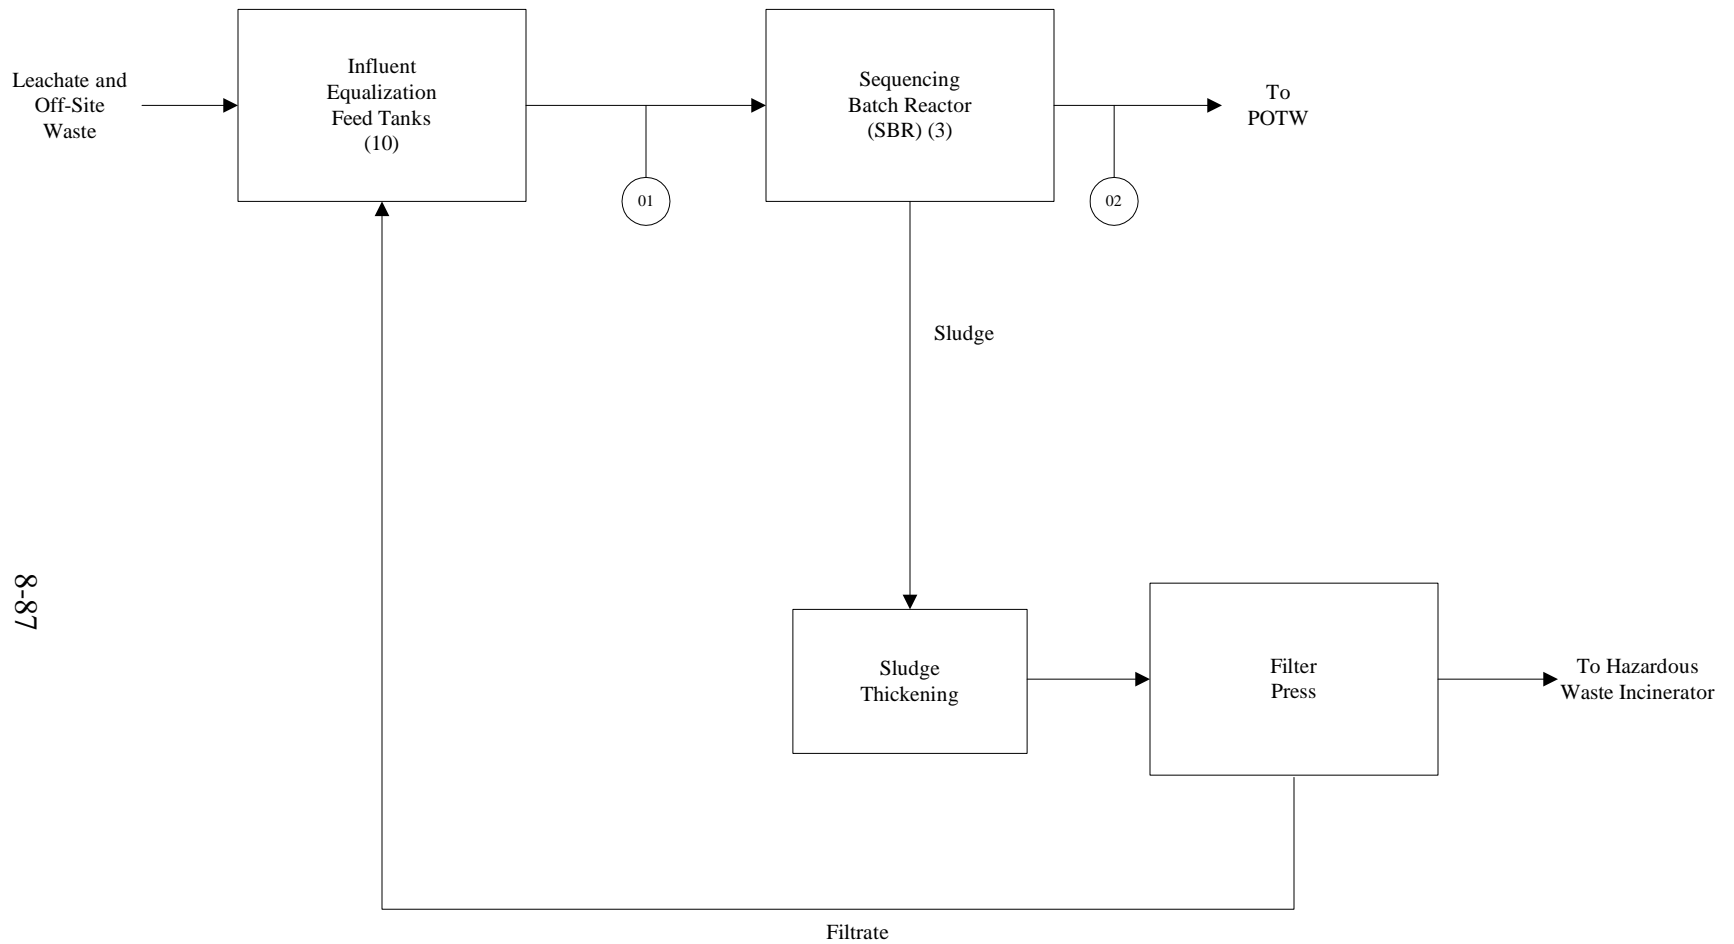 Leachate and
Off-Site
Waste
Influent
Equalization
Feed Tanks
(10)
Sequencing
Batch Reactor
(SBR) (3)
To
POTW
01
02
Sludge
8-87
Sludge
Thickening
Filter
Press
To Hazardous
Waste Incinerator
Filtrate